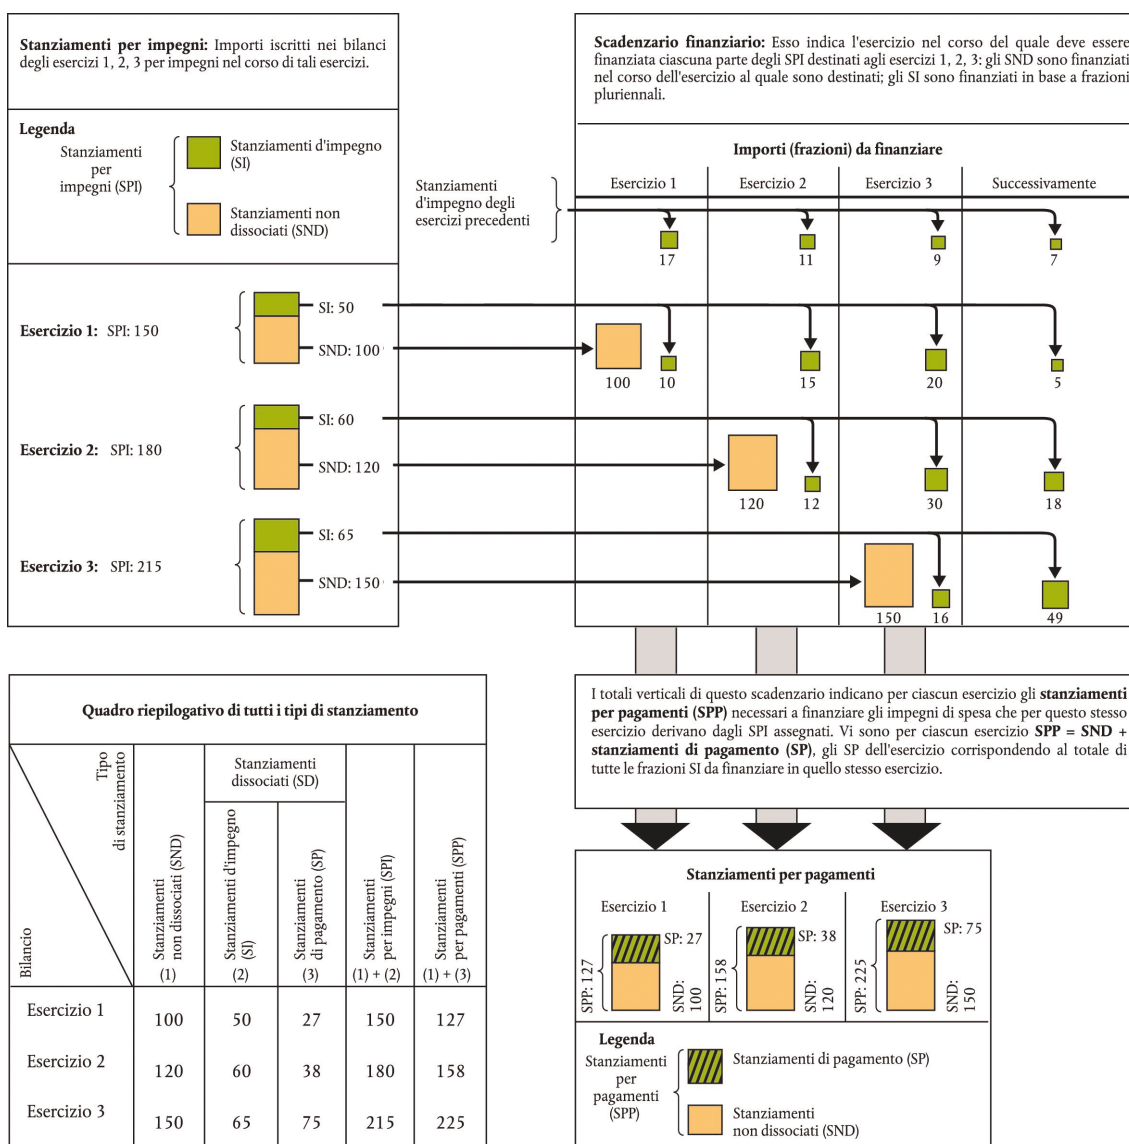 Stanziamenti per impegni: Importi iscritti nei bilanci
degli esercizi 1, 2, 3 per impegni nel corso di tali esercizi.
Legenda
Stanziamenti
per
impegni (SPI)
Stanziamenti d'impegno
(SI)
Stanziamenti non
dissociati (SND)
Scadenzario finanziario: Esso indica l'esercizio nel corso del quale deve essere
finanziata ciascuna parte degli SPI destinati agli esercizi 1, 2, 3: gli SND sono finanziati
nel corso dell'esercizio al quale sono destinati; gli SI sono finanziati in base a frazioni
pluriennali.
Importi (frazioni) da finanziare
Esercizio 1 Esercizio 2 Esercizio 3 Successivamente
Stanziamenti
d'impegno degli
esercizi precedenti
17 11 9 7
Esercizio 1: SPI: 150
SI: 50
SND: 100
100 10 15 20 5
Esercizio 2: SPI: 180
SI: 60
SND: 120
120 12 30 18
Esercizio 3: SPI: 215
SI: 65
SND: 150
150 16 49
I totali verticali di questo scadenzario indicano per ciascun esercizio gli stanziamenti
per pagamenti (SPP) necessari a finanziare gli impegni di spesa che per questo stesso
esercizio derivano dagli SPI assegnati. Vi sono per ciascun esercizio SPP = SND +
stanziamenti di pagamento (SP), gli SP dell'esercizio corrispondendo al totale di
tutte le frazioni SI da finanziare in quello stesso esercizio.
Quadro riepilogativo di tutti i tipi di stanziamento
Tipo
di stanziamento
Bilancio
Stanziamenti
non dissociati (SND)
(1)
Stanziamenti
dissociati (SD)
Stanziamenti d'impegno
(SI)
(2)
Stanziamenti
di pagamento (SP)
(3)
Stanziamenti
per impegni (SPI)
(1) + (2)
Stanziamenti
per pagamenti (SPP)
(1) + (3)
Esercizio 1 100 50 27 150 127
Esercizio 2 120 60 38 180 158
Esercizio 3 150 65 75 215 225
Stanziamenti per pagamenti
Esercizio 1 Esercizio 2 Esercizio 3
SPP: 127
SP: 27
SND:
100
SPP: 158
SP: 38
SND:
120
SPP: 225
SP: 75
SND:
150
Legenda
Stanziamenti
per
pagamenti
(SPP)
Stanziamenti di pagamento (SP)
Stanziamenti
non dissociati (SND)